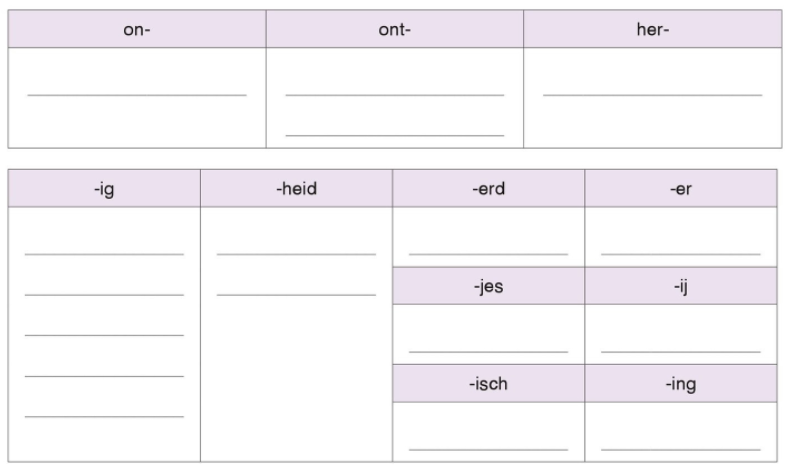 on- ont- her-
-ig -heid -erd -er
-jes -ij
-isch -ing